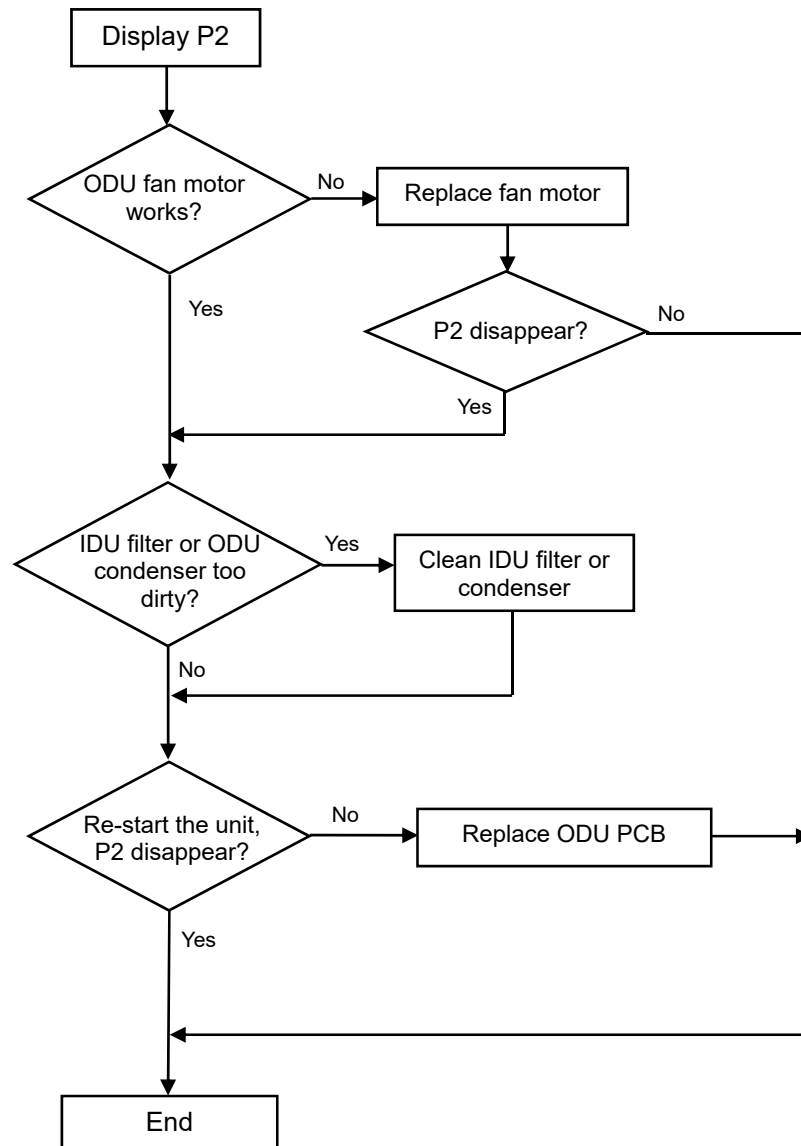 Display P2
ODU fan motor
works?
No
Replace fan motor
Yes
P2 disappear?
No
Yes
IDU filter or ODU
condenser too
dirty?
Yes
Clean IDU filter or
condenser
No
Re-start the unit,
P2 disappear?
No
Replace ODU PCB
Yes
End